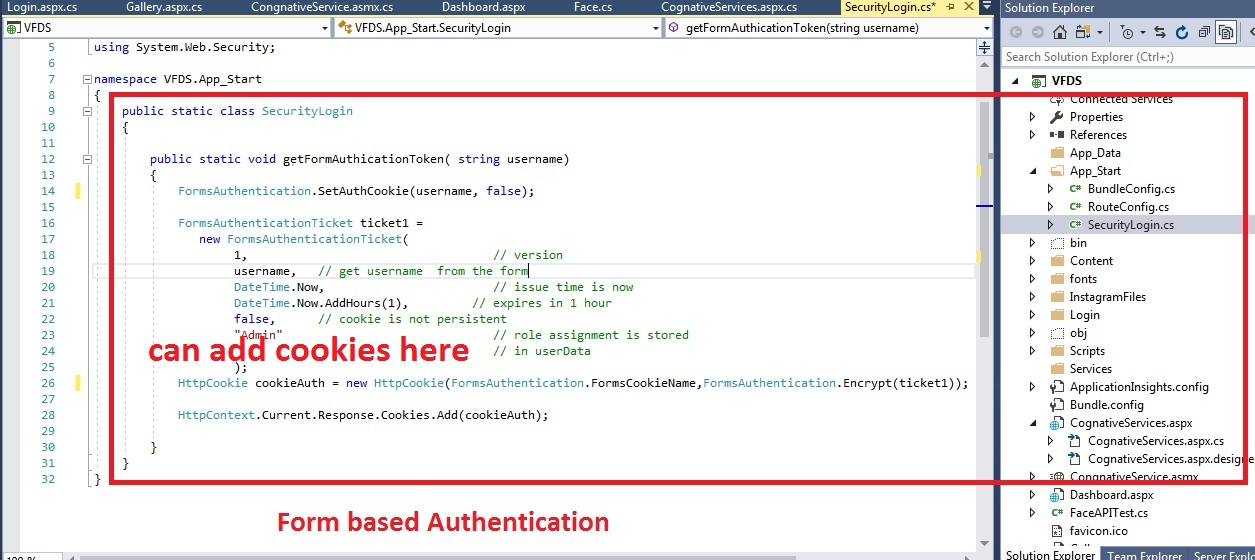 Login.aspx.cs Gallery.aspx.cs CongnativeService.asmx.cs Dashboard.aspx.cs Face.cs CognativeServices.aspx.cs SecurityLogin.cs*
Solution Explorer
VFDS VFDS.App_Start.SecurityLogin getFormAuthicationToken(string username)
Search Solution Explorer (Ctrl+;)
5 using System.Web.Security;
6
7 namespace VFDS.App_Start
8 {
9 public static class SecurityLogin
10 {
11
12 public static void getFormAuthicationToken( string username)
13 {
14 FormsAuthentication.SetAuthCookie(username, false);
15
16 FormsAuthenticationTicket ticket1 =
17 new FormsAuthenticationTicket(
18 1, // version
19 username, // get username from the form
20 DateTime.Now, // issue time is now
21 DateTime.Now.AddHours(1), // expires in 1 hour
22 false, // cookie is not persistent
23 "Admin" // role assignment is stored
24 // in userData
25 );
26 HttpCookie cookieAuth = new HttpCookie(FormsAuthentication.FormsCookieName,FormsAuthentication.Encrypt(ticket1));
27
28 HttpContext.Current.Response.Cookies.Add(cookieAuth);
29
30 }
31 }
32 }
can add cookies here
Form based Authentication
VFDS
Connected Services
Properties
References
App_Data
App_Start
C# BundleConfig.cs
C# RouteConfig.cs
C# SecurityLogin.cs
bin
Content
fonts
InstagramFiles
Login
obj
Scripts
Services
ApplicationInsights.config
Bundle.config
CognativeServices.aspx
CognativeServices.aspx.cs
CognativeServices.aspx.designe
CongnativeService.asmx
Dashboard.aspx
C# FaceAPITest.cs
favicon.ico
Solution Explorer Team Explorer Server Explo